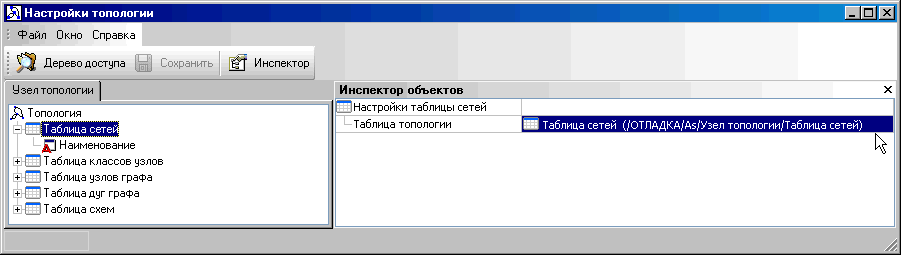 Настройки топологии
Файл Окно Справка
Дерево доступа Сохранить Инспектор
Узел топологии
Топология
Таблица сетей
Наименование
Таблица классов узлов
Таблица узлов графа
Таблица дуг графа
Таблица схем
Инспектор объектов
Настройки таблицы сетей
Таблица топологии Таблица сетей (/ОТЛАДКА/As/Узел топологии/Таблица сетей)